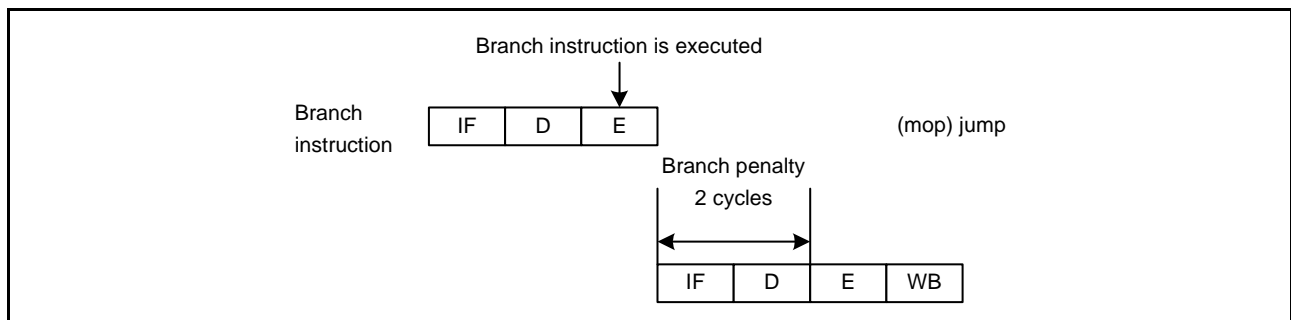 Branch instruction is executed
Branch
instruction
IF D E
(mop) jump
Branch penalty
2 cycles
IF D E WB